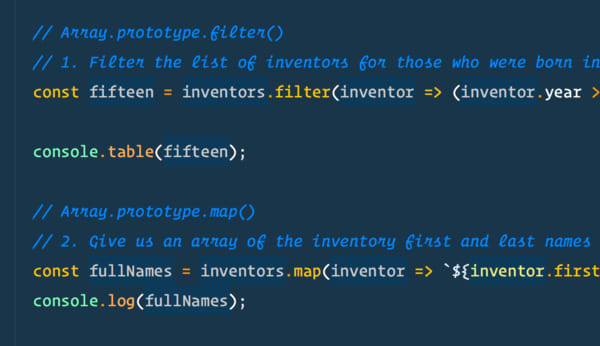 // Array.prototype.filter()
// 1. Filter the list of inventors for those who were born in
const fifteen = inventors.filter(inventor => (inventor.year >
console.table(fifteen);
// Array.prototype.map()
// 2. Give us an array of the inventory first and last names
const fullNames = inventors.map(inventor => `${inventor.first
console.log(fullNames);